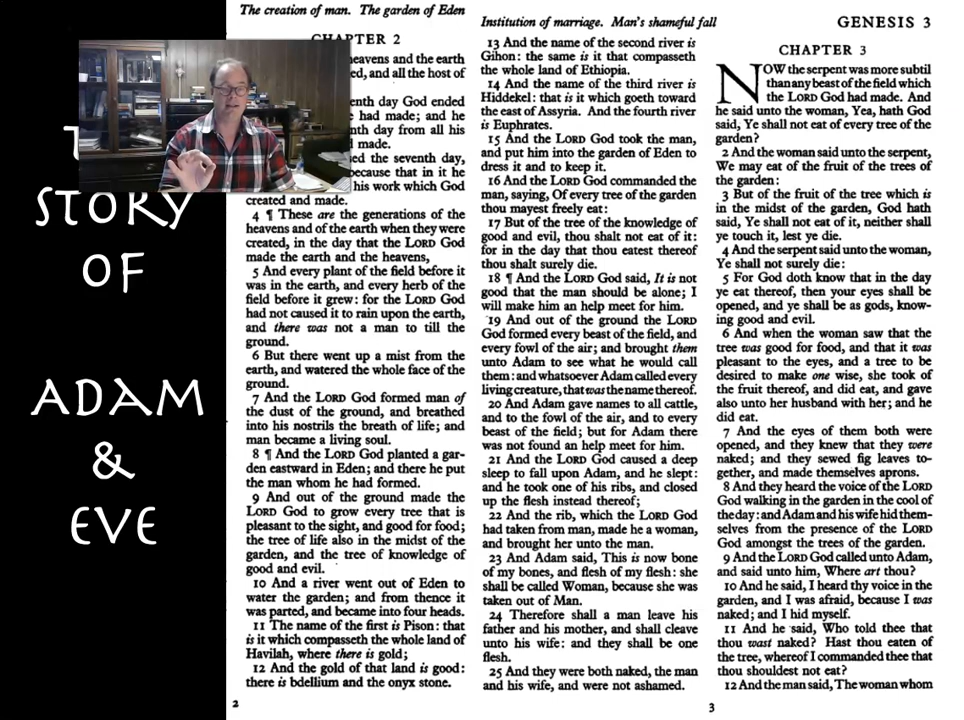 STORY
OF
ADAM
&
EVE
The creation of man. The garden of Eden
CHAPTER 2
heavens and the earth
ed, and all the host of
enth day God ended
had made; and he
nth day from all his
made.
ed the seventh day,
because that in it he
his work which God
created and made.
4 ¶ These are the generations of the
heavens and of the earth when they were
created, in the day that the LORD God
made the earth and the heavens,
5 And every plant of the field before it
was in the earth, and every herb of the
field before it grew: for the LORD God
had not caused it to rain upon the earth,
and there was not a man to till the
ground.
6 But there went up a mist from the
earth, and watered the whole face of the
ground.
7 And the LORD God formed man of
the dust of the ground, and breathed
into his nostrils the breath of life; and
man became a living soul.
8 ¶ And the LORD God planted a gar-
den eastward in Eden; and there he put
the man whom he had formed.
9 And out of the ground made the
LORD God to grow every tree that is
pleasant to the sight, and good for food;
the tree of life also in the midst of the
garden, and the tree of knowledge of
good and evil.
10 And a river went out of Eden to
water the garden; and from thence it
was parted, and became into four heads.
11 The name of the first is Pison: that
is it which compasseth the whole land of
Havilah, where there is gold;
12 And the gold of that land is good:
there is bdellium and the onyx stone.
2
Institution of marriage. Man's shameful fall
13 And the name of the second river is
Gihon: the same is it that compasseth
the whole land of Ethiopia.
14 And the name of the third river is
Hiddekel: that is it which goeth toward
the east of Assyria. And the fourth river
is Euphrates.
15 And the LORD God took the man,
and put him into the garden of Eden to
dress it and to keep it.
16 And the LORD God commanded the
man, saying, Of every tree of the garden
thou mayest freely eat:
17 But of the tree of the knowledge of
good and evil, thou shalt not eat of it:
for in the day that thou eatest thereof
thou shalt surely die.
18 ¶ And the LORD God said, It is not
good that the man should be alone; I
will make him an help meet for him.
19 And out of the ground the LORD
God formed every beast of the field, and
every fowl of the air; and brought them
unto Adam to see what he would call
them: and whatsoever Adam called every
living creature, that was the name thereof.
20 And Adam gave names to all cattle,
and to the fowl of the air, and to every
beast of the field; but for Adam there
was not found an help meet for him.
21 And the LORD God caused a deep
sleep to fall upon Adam, and he slept:
and he took one of his ribs, and closed
up the flesh instead thereof;
22 And the rib, which the LORD God
had taken from man, made he a woman,
and brought her unto the man.
23 And Adam said, This is now bone
of my bones, and flesh of my flesh: she
shall be called Woman, because she was
taken out of Man.
24 Therefore shall a man leave his
father and his mother, and shall cleave
unto his wife: and they shall be one
flesh.
25 And they were both naked, the man
and his wife, and were not ashamed.
GENESIS 3
CHAPTER 3
NOW the serpent was more subtil
than any beast of the field which
the LORD God had made. And
he said unto the woman, Yea, hath God
said, Ye shall not eat of every tree of the
garden?
2 And the woman said unto the serpent,
We may eat of the fruit of the trees of
the garden:
3 But of the fruit of the tree which is
in the midst of the garden, God hath
said, Ye shall not eat of it, neither shall
ye touch it, lest ye die.
4 And the serpent said unto the woman,
Ye shall not surely die:
5 For God doth know that in the day
ye eat thereof, then your eyes shall be
opened, and ye shall be as gods, know-
ing good and evil.
6 And when the woman saw that the
tree was good for food, and that it was
pleasant to the eyes, and a tree to be
desired to make one wise, she took of
the fruit thereof, and did eat, and gave
also unto her husband with her; and he
did eat.
7 And the eyes of them both were
opened, and they knew that they were
naked; and they sewed fig leaves to-
gether, and made themselves aprons.
8 And they heard the voice of the LORD
God walking in the garden in the cool of
the day: and Adam and his wife hid them-
selves from the presence of the LORD
God amongst the trees of the garden.
9 And the LORD God called unto Adam,
and said unto him, Where art thou?
10 And he said, I heard thy voice in the
garden, and I was afraid, because I was
naked; and I hid myself.
11 And he said, Who told thee that
thou wast naked? Hast thou eaten of
the tree, whereof I commanded thee that
thou shouldest not eat?
12 And the man said, The woman whom
3